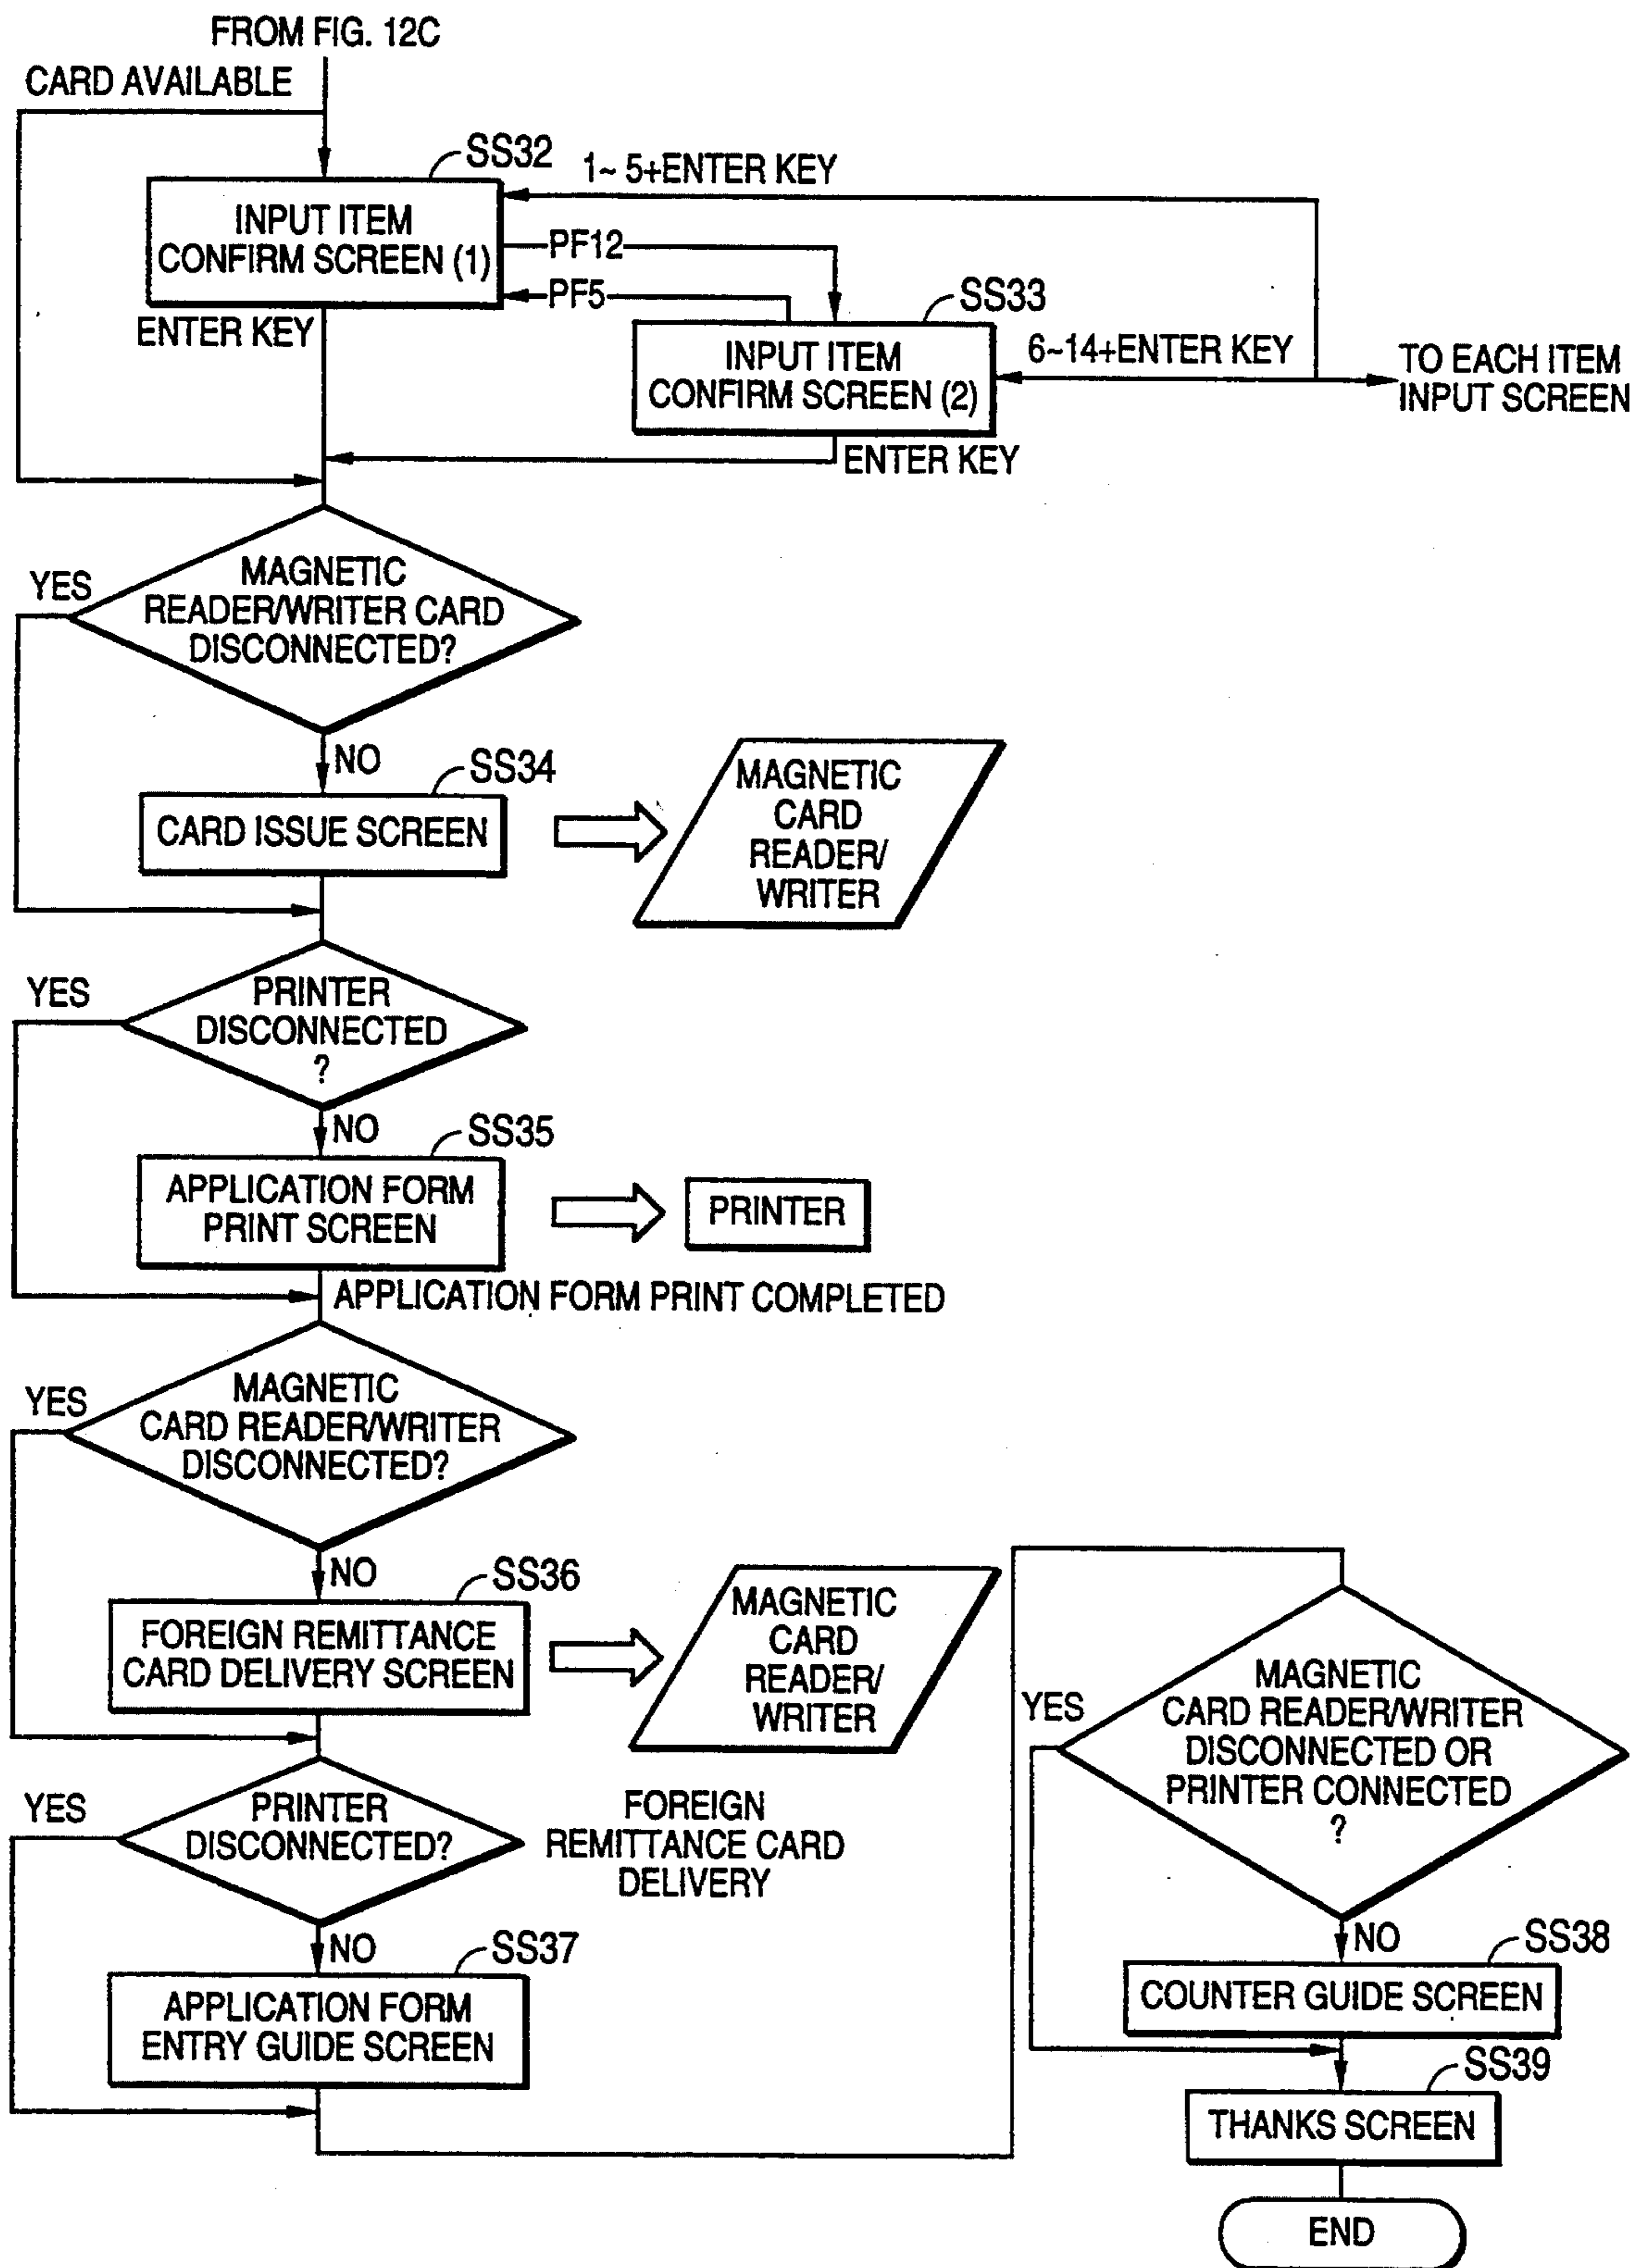 FROM FIG. 12C
CARD AVAILABLE
SS32
1~ 5+ENTER KEY
INPUT ITEM
CONFIRM SCREEN (1)
PF12
PF5
SS33
ENTER KEY
INPUT ITEM
CONFIRM SCREEN (2)
6~14+ENTER KEY
TO EACH ITEM
INPUT SCREEN
ENTER KEY
MAGNETIC
READER/WRITER CARD
DISCONNECTED?
YES
NO
SS34
CARD ISSUE SCREEN
MAGNETIC
CARD
READER/
WRITER
PRINTER
DISCONNECTED
?
YES
NO
SS35
APPLICATION FORM
PRINT SCREEN
PRINTER
APPLICATION FORM PRINT COMPLETED
MAGNETIC
CARD READER/WRITER
DISCONNECTED?
YES
NO
SS36
FOREIGN REMITTANCE
CARD DELIVERY SCREEN
MAGNETIC
CARD
READER/
WRITER
PRINTER
DISCONNECTED?
YES
FOREIGN
REMITTANCE CARD
DELIVERY
NO
SS37
APPLICATION FORM
ENTRY GUIDE SCREEN
MAGNETIC
CARD READER/WRITER
DISCONNECTED OR
PRINTER CONNECTED
?
YES
NO
SS38
COUNTER GUIDE SCREEN
SS39
THANKS SCREEN
END